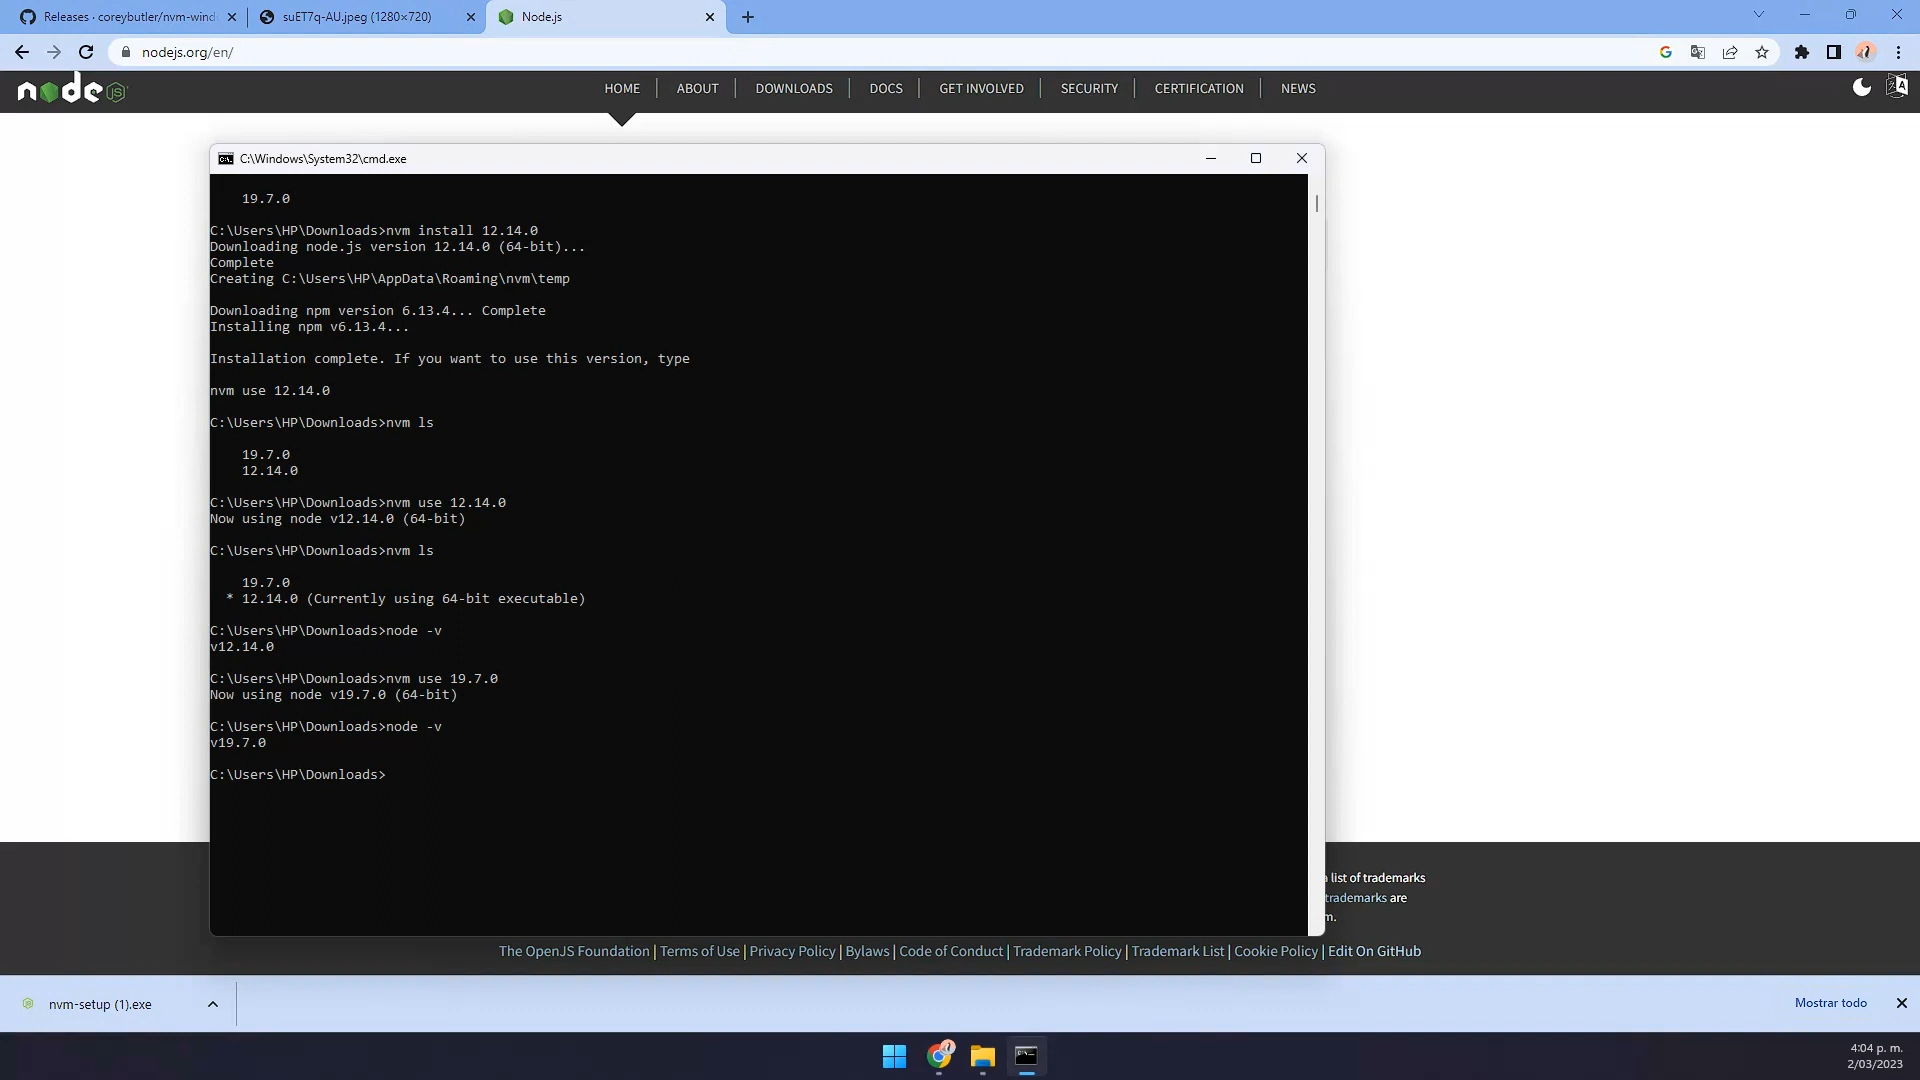 Releases · coreybutler/nvm-wind
suET7q-AU.jpeg (1280×720)
Node.js
nodejs.org/en/
node JS
HOME
ABOUT
DOWNLOADS
DOCS
GET INVOLVED
SECURITY
CERTIFICATION
NEWS
C:\Windows\System32\cmd.exe
19.7.0
C:\Users\HP\Downloads>nvm install 12.14.0
Downloading node.js version 12.14.0 (64-bit)...
Complete
Creating C:\Users\HP\AppData\Roaming\nvm\temp
Downloading npm version 6.13.4... Complete
Installing npm v6.13.4...
Installation complete. If you want to use this version, type
nvm use 12.14.0
C:\Users\HP\Downloads>nvm ls
19.7.0
12.14.0
C:\Users\HP\Downloads>nvm use 12.14.0
Now using node v12.14.0 (64-bit)
C:\Users\HP\Downloads>nvm ls
19.7.0
* 12.14.0 (Currently using 64-bit executable)
C:\Users\HP\Downloads>node -v
v12.14.0
C:\Users\HP\Downloads>nvm use 19.7.0
Now using node v19.7.0 (64-bit)
C:\Users\HP\Downloads>node -v
v19.7.0
C:\Users\HP\Downloads>
a list of trademarks
trademarks are
m.
The OpenJS Foundation | Terms of Use | Privacy Policy | Bylaws | Code of Conduct | Trademark Policy | Trademark List | Cookie Policy | Edit On GitHub
nvm-setup (1).exe
Mostrar todo
4:04 p. m.
2/03/2023